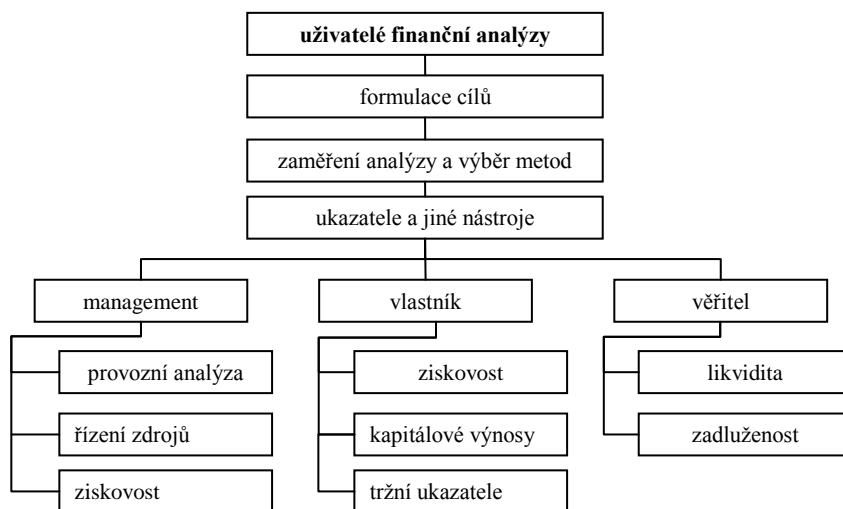 uživatelé finanční analýzy
formulace cílů
zaměření analýzy a výběr metod
ukazatele a jiné nástroje
management
vlastník
věřitel
provozní analýza
ziskovost
likvidita
řízení zdrojů
kapitálové výnosy
zadluženost
ziskovost
tržní ukazatele